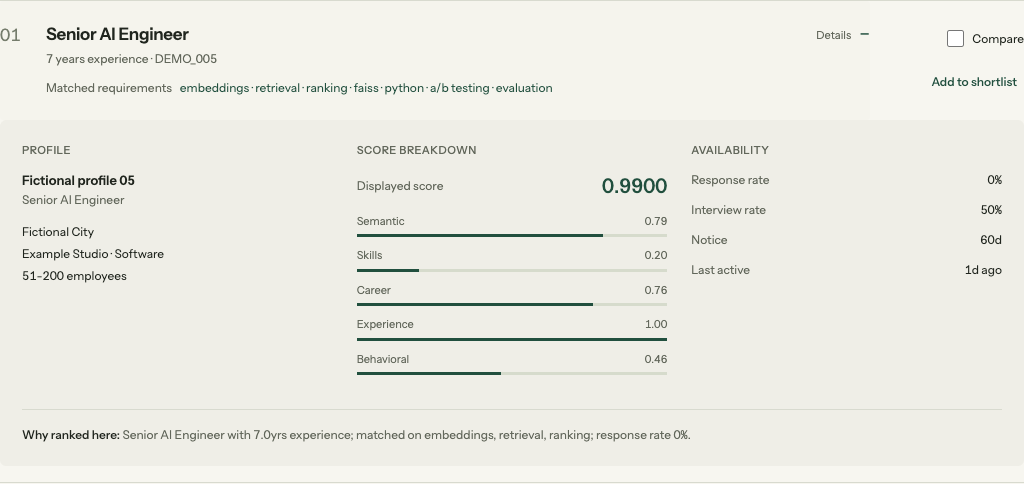 01
Senior AI Engineer
Details –
Compare
7 years experience · DEMO_005
Matched requirements embeddings · retrieval · ranking · faiss · python · a/b testing · evaluation
Add to shortlist
PROFILE
Fictional profile 05
Senior AI Engineer
Fictional City
Example Studio · Software
51–200 employees
SCORE BREAKDOWN
Displayed score 0.9900
Semantic 0.79
Skills 0.20
Career 0.76
Experience 1.00
Behavioral 0.46
AVAILABILITY
Response rate 0%
Interview rate 50%
Notice 60d
Last active 1d ago
Why ranked here: Senior AI Engineer with 7.0yrs experience; matched on embeddings, retrieval, ranking; response rate 0%.